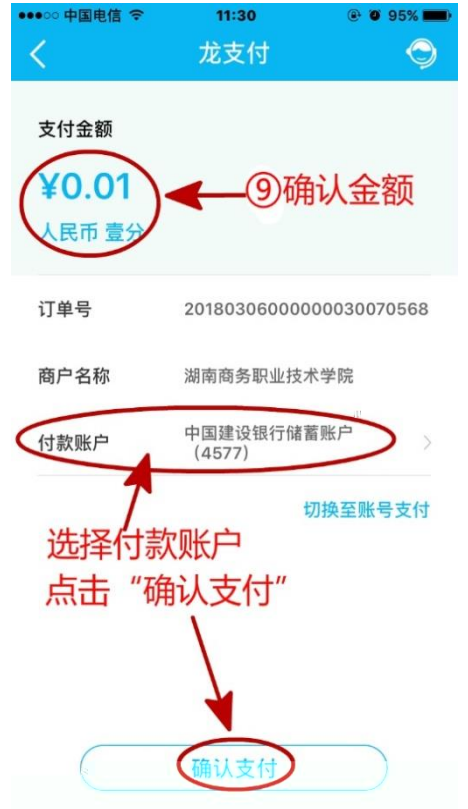 中国电信 11:30 95%
龙支付
支付金额
¥0.01
⑨确认金额
人民币 壹分
订单号 20180306000000030070568
商户名称 湖南商务职业技术学院
付款账户 中国建设银行储蓄账户
（4577）
切换至账号支付
选择付款账户
点击“确认支付”
确认支付